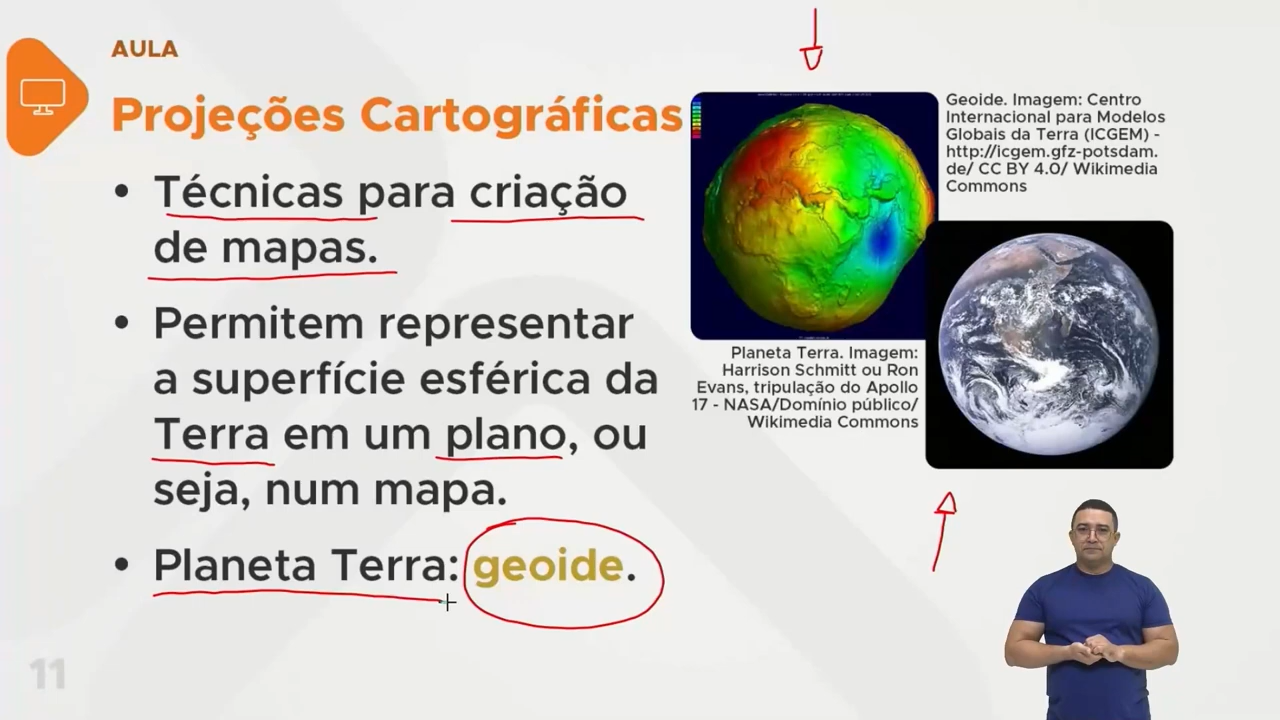 AULA
Projeções Cartográficas
• Técnicas para criação
de mapas.
• Permitem representar
a superfície esférica da
Terra em um plano, ou
seja, num mapa.
• Planeta Terra: geoide.
Geoide. Imagem: Centro
Internacional para Modelos
Globais da Terra (ICGEM) -
http://icgem.gfz-potsdam.
de/ CC BY 4.0/ Wikimedia
Commons
Planeta Terra. Imagem:
Harrison Schmitt ou Ron
Evans, tripulação do Apollo
17 - NASA/Domínio público/
Wikimedia Commons
11